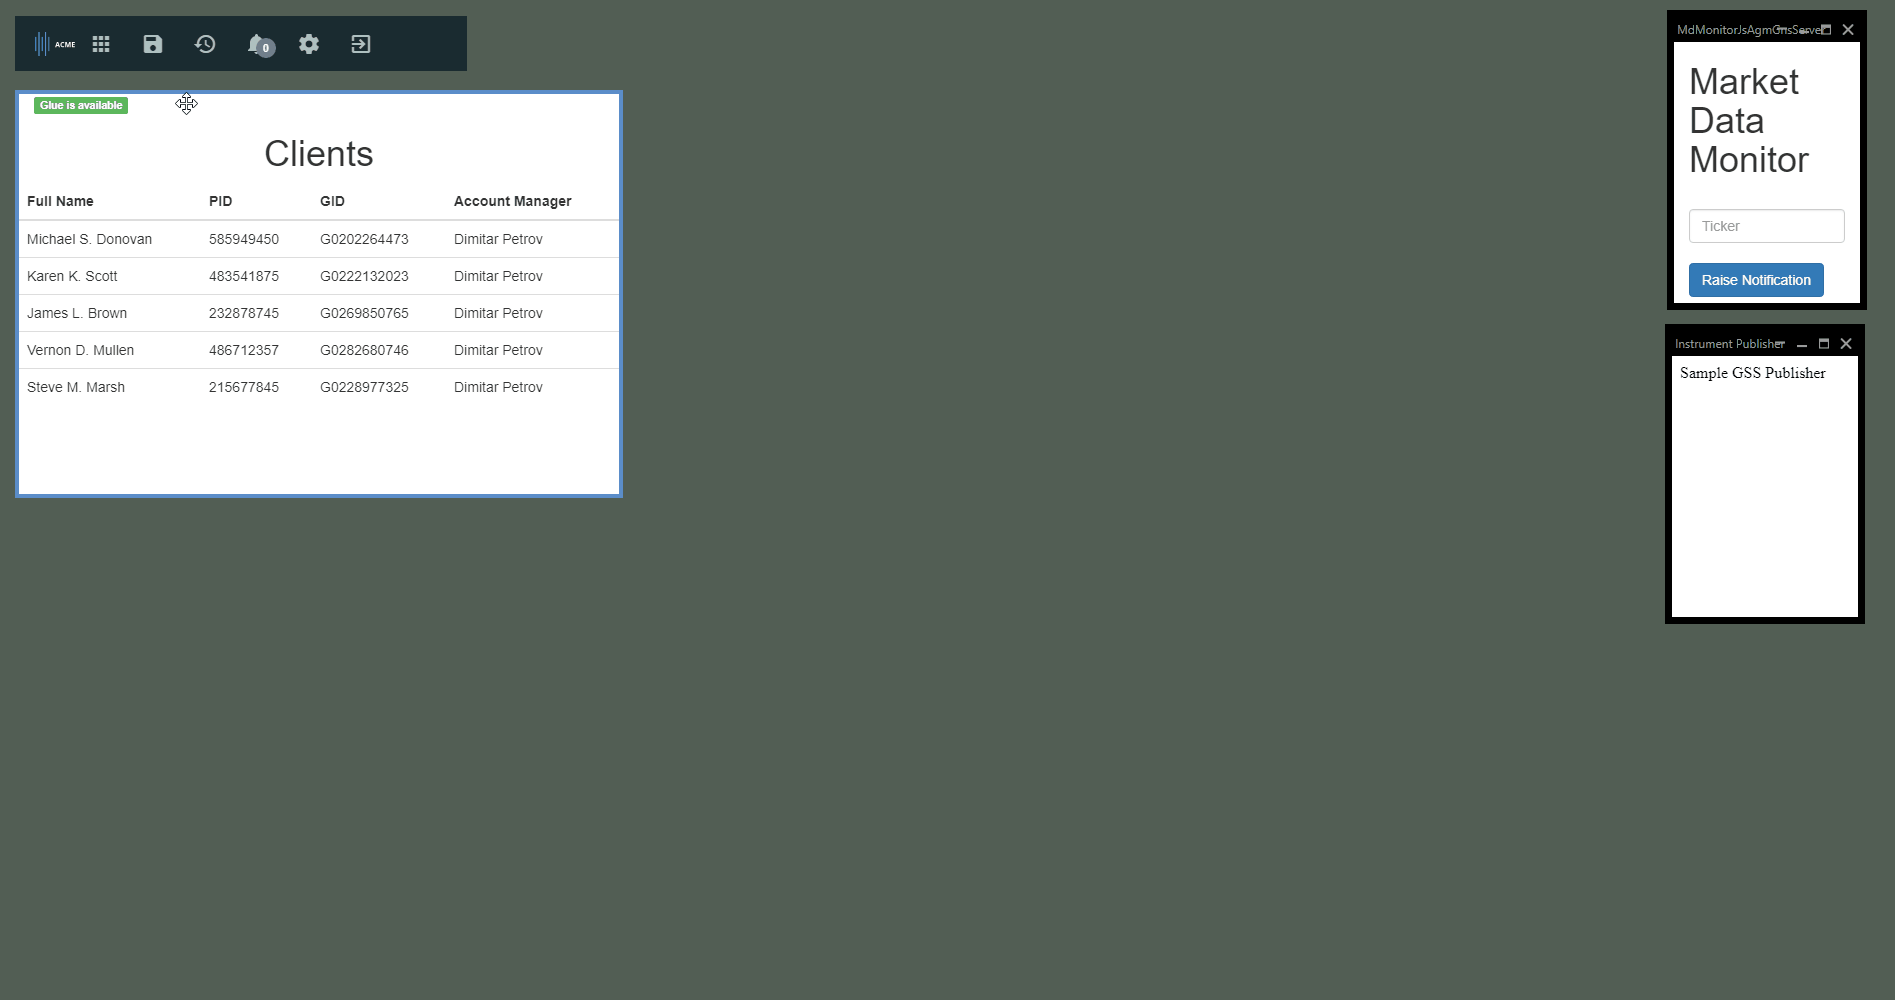 ACME
0
Glue is available
Clients
Full Name PID GID Account Manager
Michael S. Donovan 585949450 G0202264473 Dimitar Petrov
Karen K. Scott 483541875 G0222132023 Dimitar Petrov
James L. Brown 232878745 G0269850765 Dimitar Petrov
Vernon D. Mullen 486712357 G0282680746 Dimitar Petrov
Steve M. Marsh 215677845 G0228977325 Dimitar Petrov
MdMonitorJsAgmGnsServer
Market
Data
Monitor
Ticker
Raise Notification
Instrument Publisher
Sample GSS Publisher